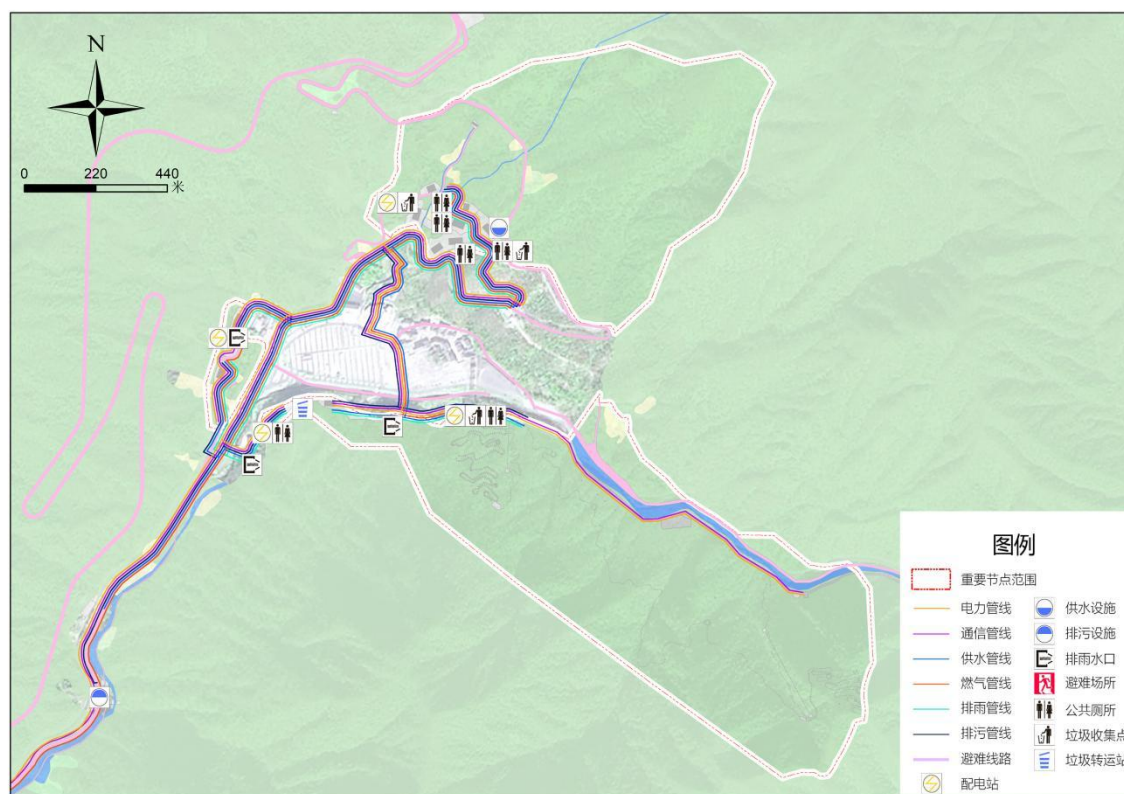 N
0 220 440
米
图例
重要节点范围
电力管线 供水设施
通信管线 排污设施
供水管线 排雨水口
燃气管线 避难场所
排雨管线 公共厕所
排污管线 垃圾收集点
避难线路 垃圾转运站
配电站